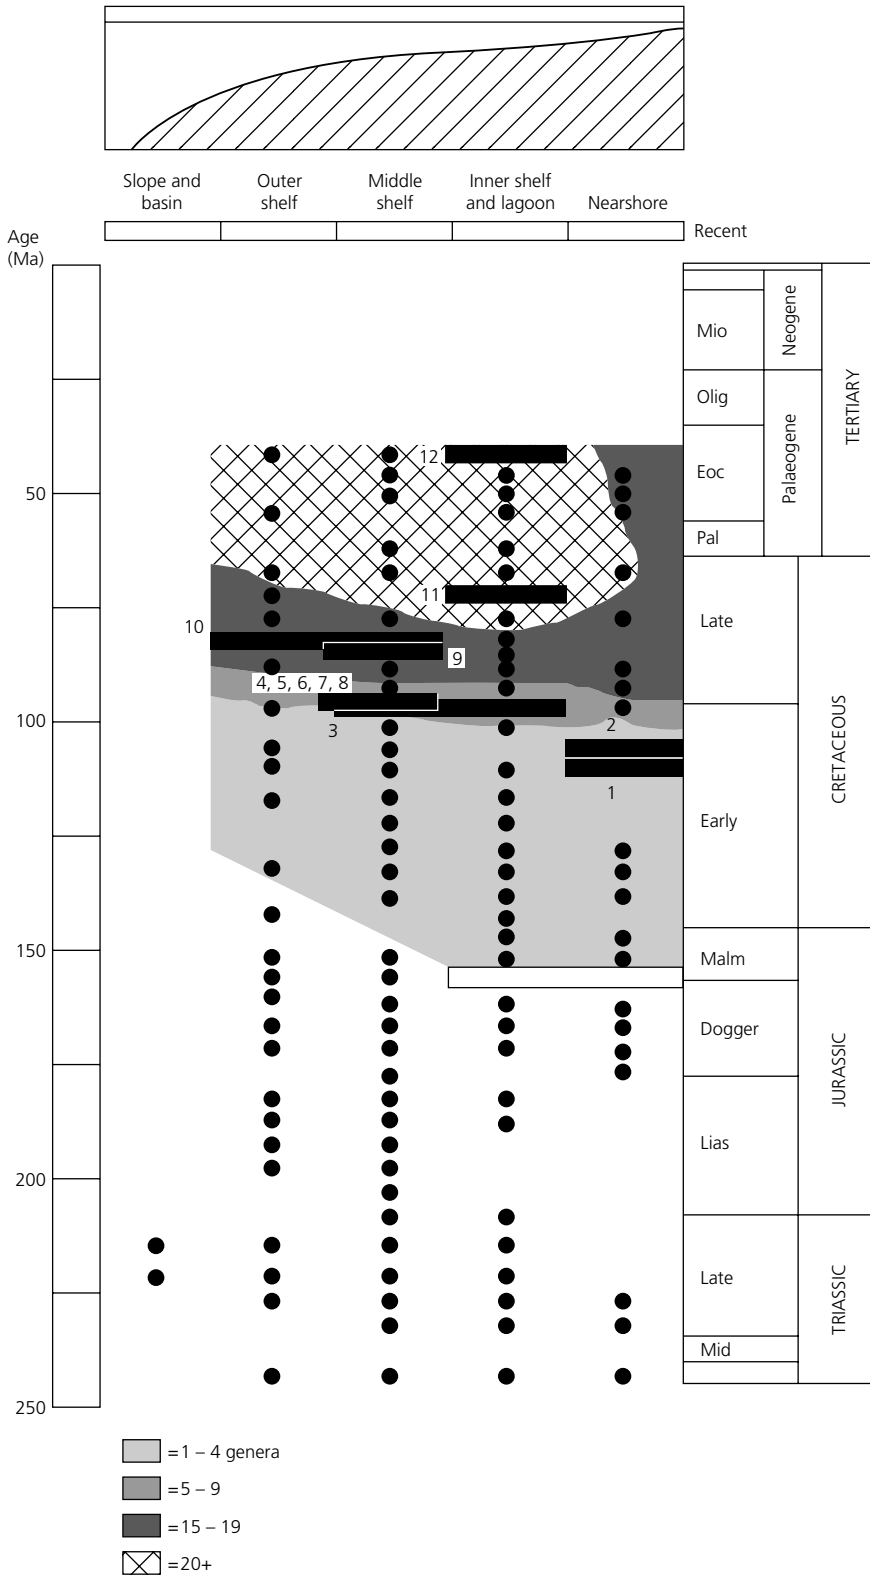 Slope and
basin
Outer
shelf
Middle
shelf
Inner shelf
and lagoon
Nearshore
Age
(Ma)
Recent
Mio
Neogene
Olig
TERTIARY
12
Eoc
Palaeogene
50
Pal
11
Late
10
9
4, 5, 6, 7, 8
100
3
2
CRETACEOUS
1
Early
150
Malm
Dogger
JURASSIC
Lias
200
Late
TRIASSIC
Mid
250
=1 – 4 genera
=5 – 9
=15 – 19
=20+